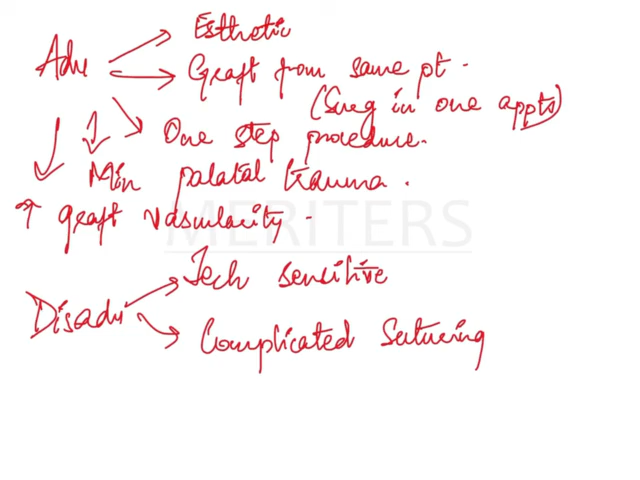 Esthetic
Adv
Graft from same pt.
(Surg in one appts)
One step procedure.
Min palatal trauma.
↑ graft vascularity.
MERITERS
Tech sensitive
Disadv
Complicated Suturing